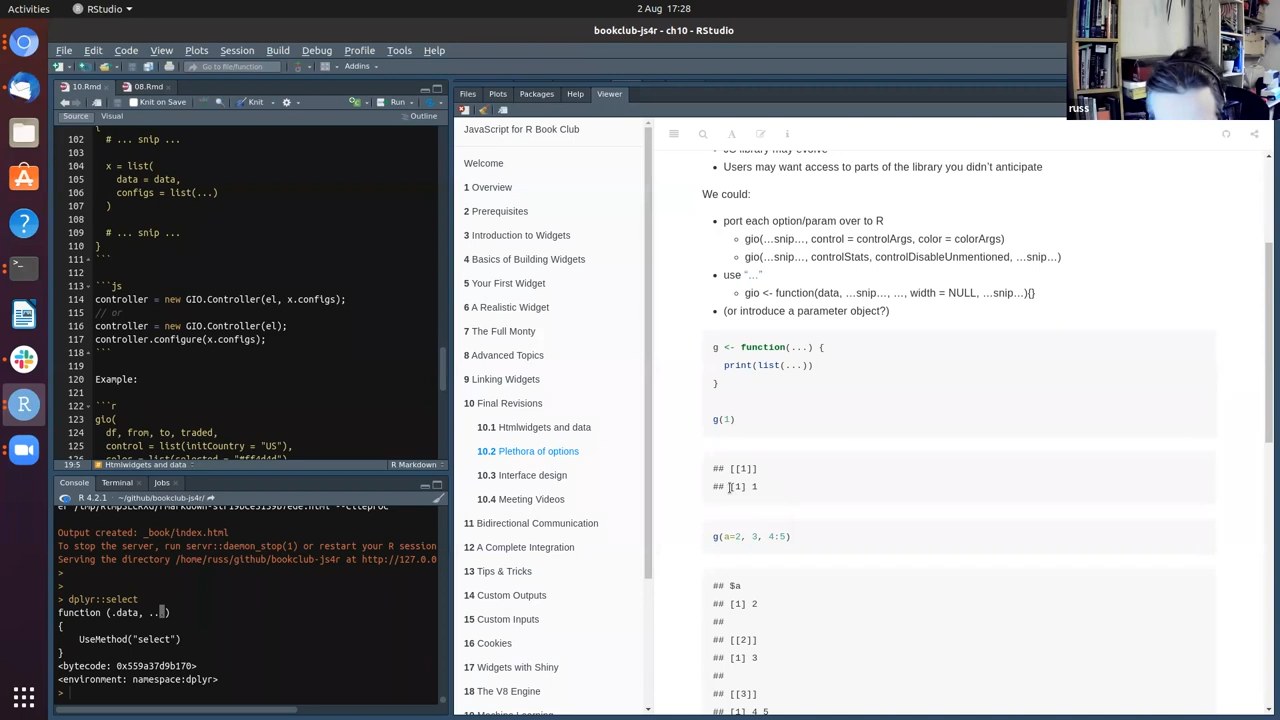 Activities
RStudio
2 Aug 17:28
bookclub-js4r - ch10 - RStudio
File Edit Code View Plots Session Build Debug Profile Tools Help
Go to file/function
Addins
10.Rmd
08.Rmd
Knit on Save
Knit
Run
Source Visual
Outline
{
102 # ... snip ...
103
104 x = list(
105 data = data,
106 configs = list(...)
107 )
108
109 # ... snip ...
110 }
111 ```
112
113 ```js
114 controller = new GIO.Controller(el, x.configs);
115 // or
116 controller = new GIO.Controller(el);
117 controller.configure(x.configs);
118 ```
119
120 Example:
121
122 ```r
123 gio(
124 df, from, to, traded,
125 control = list(initCountry = "US"),
19:5 Htmlwidgets and data R Markdown
Console Terminal Jobs
R 4.2.1 · ~/github/bookclub-js4r/
Output created: _book/index.html
To stop the server, run servr::daemon_stop(1) or restart your R session
Serving the directory /home/russ/github/bookclub-js4r at http://127.0.0
>
>
> dplyr::select
function (.data, ...)
{
UseMethod("select")
}
<bytecode: 0x559a37d9b170>
<environment: namespace:dplyr>
>
Files Plots Packages Help Viewer
JavaScript for R Book Club
Welcome
1 Overview
2 Prerequisites
3 Introduction to Widgets
4 Basics of Building Widgets
5 Your First Widget
6 A Realistic Widget
7 The Full Monty
8 Advanced Topics
9 Linking Widgets
10 Final Revisions
10.1 Htmlwidgets and data
10.2 Plethora of options
10.3 Interface design
10.4 Meeting Videos
11 Bidirectional Communication
12 A Complete Integration
13 Tips & Tricks
14 Custom Outputs
15 Custom Inputs
16 Cookies
17 Widgets with Shiny
18 The V8 Engine
JS library may evolve
Users may want access to parts of the library you didn't anticipate
We could:
port each option/param over to R
gio(…snip…, control = controlArgs, color = colorArgs)
gio(…snip…, controlStats, controlDisableUnmentioned, …snip…)
use "…"
gio <- function(data, …snip…, …, width = NULL, …snip…){}
(or introduce a parameter object?)
g <- function(...) {
print(list(...))
}
g(1)
## [[1]]
## [1] 1
g(a=2, 3, 4:5)
## $a
## [1] 2
##
## [[2]]
## [1] 3
##
## [[3]]
## [1] 4 5
russ